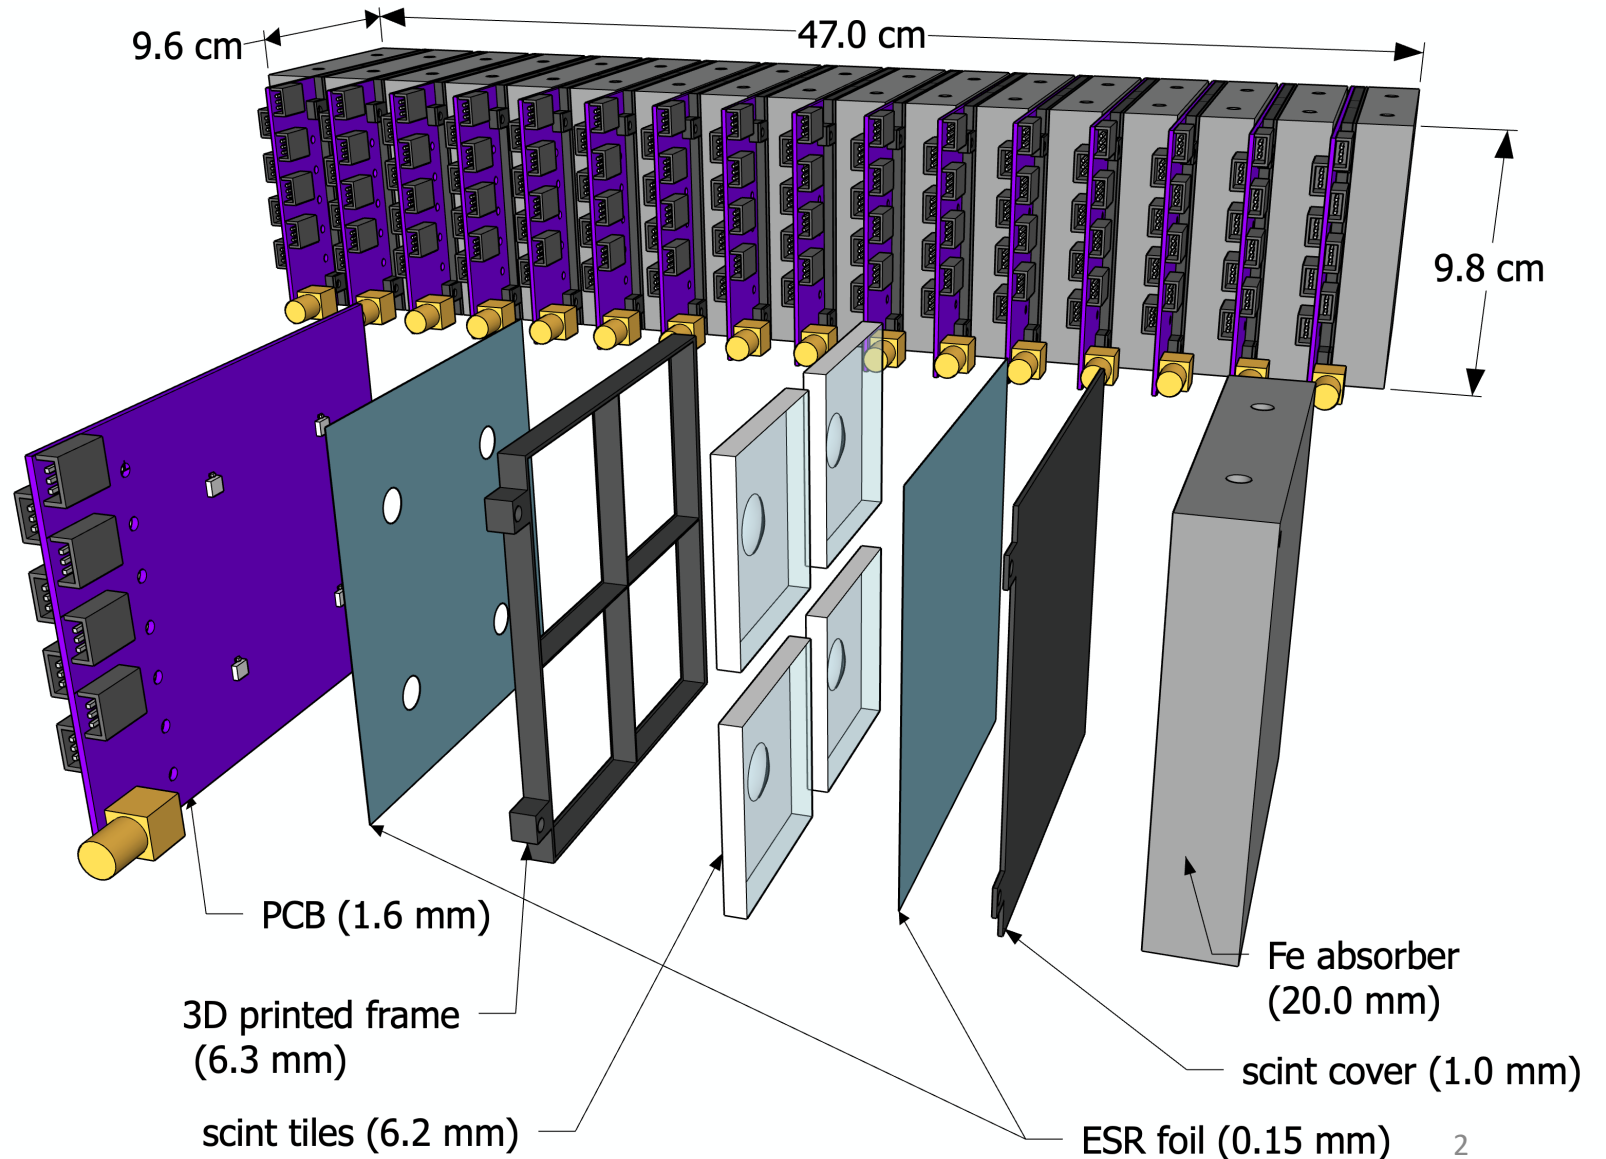 47.0 cm
9.6 cm
9.8 cm
PCB (1.6 mm)
Fe absorber
(20.0 mm)
3D printed frame
(6.3 mm)
scint cover (1.0 mm)
scint tiles (6.2 mm)
ESR foil (0.15 mm)
2